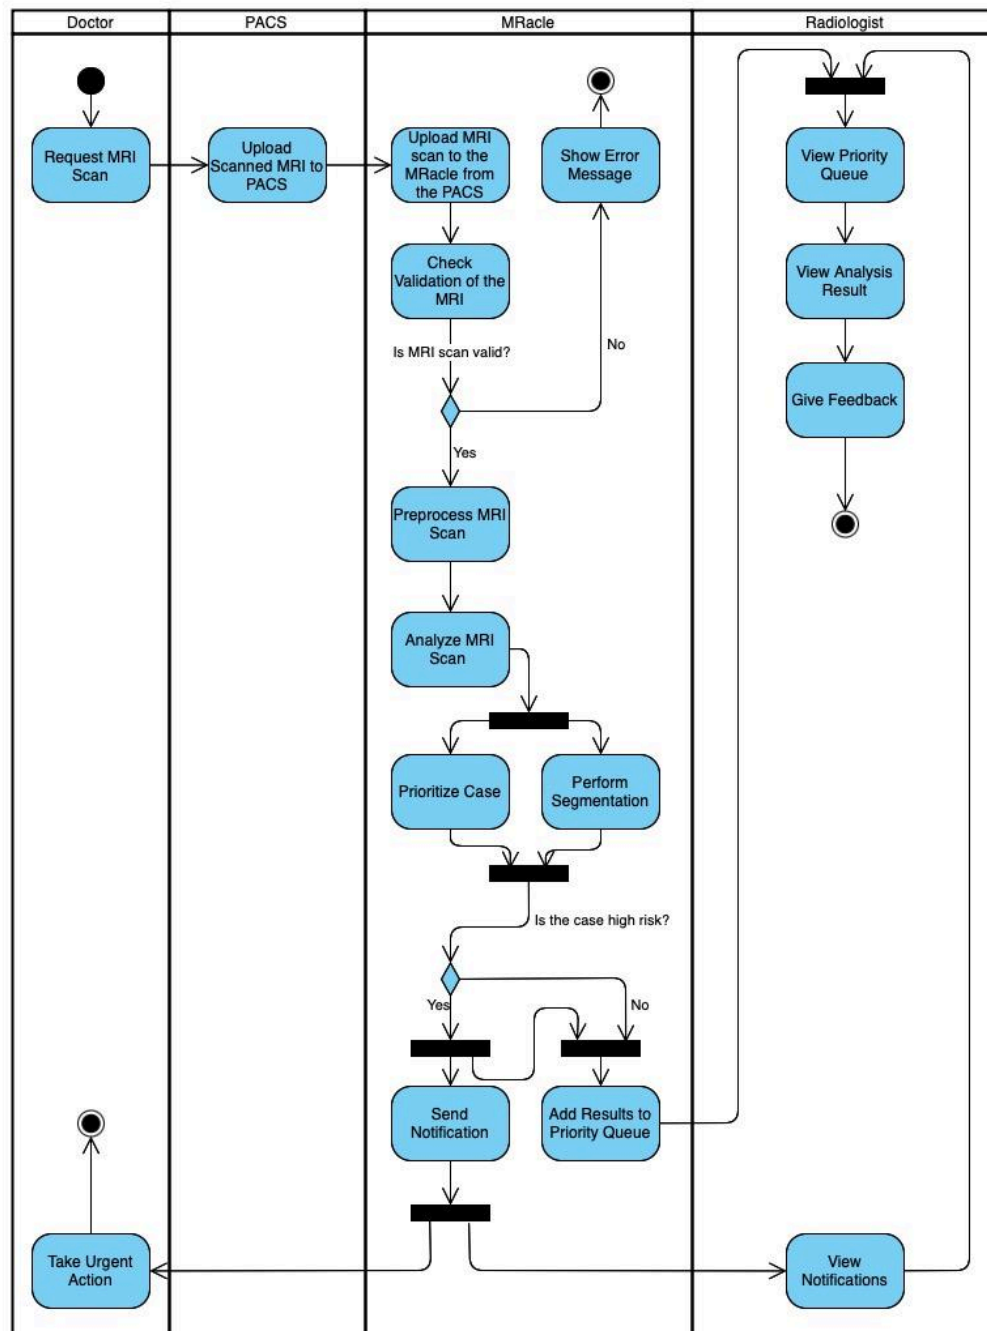 Doctor
PACS
MRacle
Radiologist
Request MRI
Scan
Upload
Scanned MRI to
PACS
Upload MRI
scan to the
MRacle from
the PACS
Show Error
Message
View Priority
Queue
Check
Validation of the
MRI
View Analysis
Result
Is MRI scan valid?
No
Give Feedback
Yes
Preprocess MRI
Scan
Analyze MRI
Scan
Prioritize Case
Perform
Segmentation
Is the case high risk?
Yes
No
Send
Notification
Add Results to
Priority Queue
Take Urgent
Action
View
Notifications